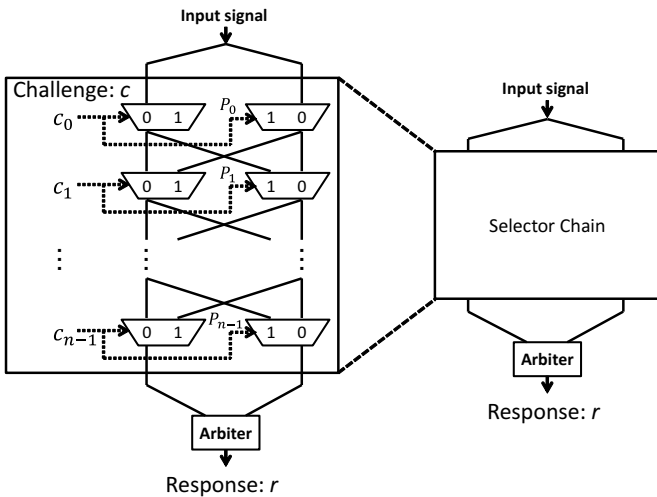 Input signal
Challenge: c
c0 0 1 P0 1 0
c1 0 1 P1 1 0
⋮ ⋮ ⋮
cn−1 0 1 Pn−1 1 0
Arbiter
Response: r
Input signal
Selector Chain
Arbiter
Response: r